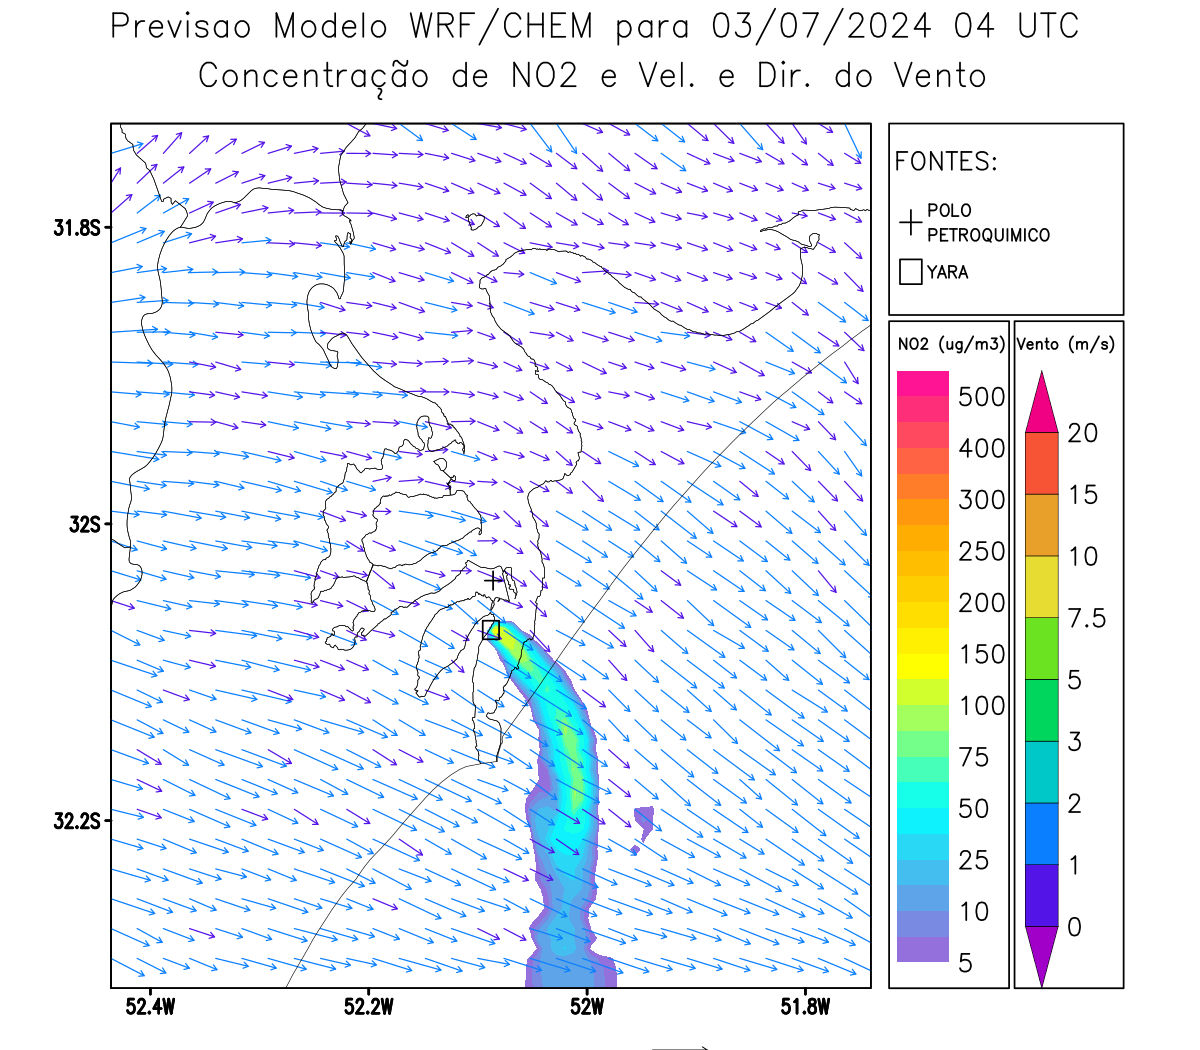 Previsao Modelo WRF/CHEM para 03/07/2024 04 UTC
Concentração de NO2 e Vel. e Dir. do Vento
FONTES:
POLO
PETROQUIMICO
YARA
31.8S
32S
32.2S
52.4W
52.2W
52W
51.8W
NO2 (ug/m3)
500
400
300
250
200
150
100
75
50
25
10
5
Vento (m/s)
20
15
10
7.5
5
3
2
1
0